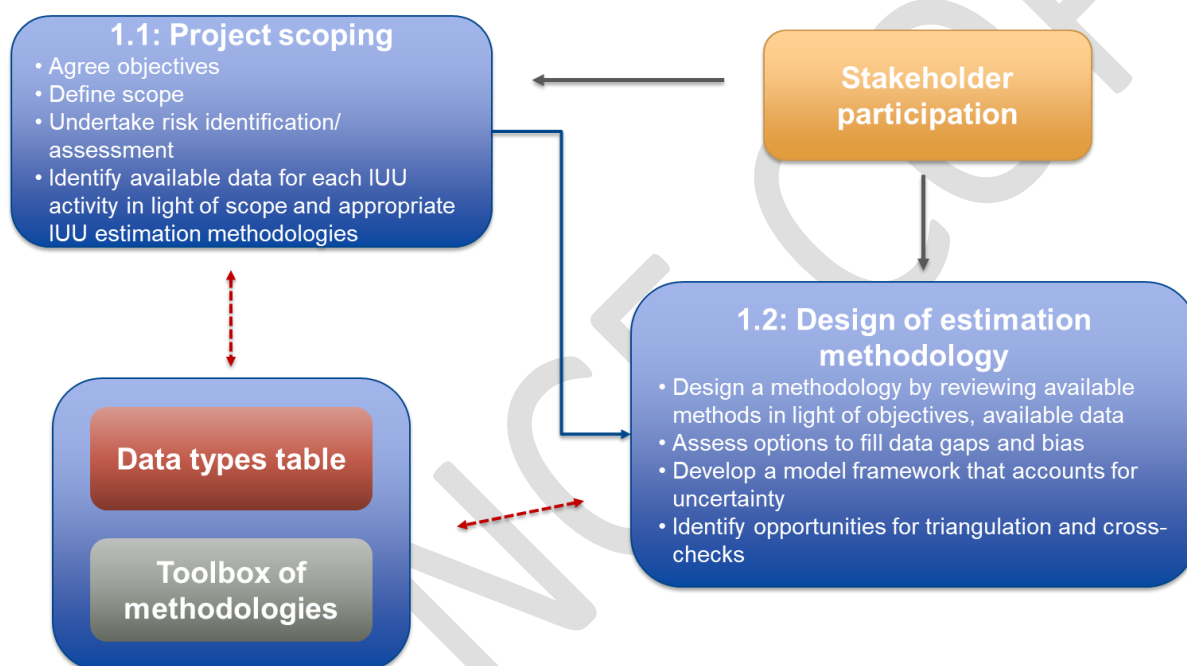 1.1: Project scoping
• Agree objectives
• Define scope
• Undertake risk identification/
assessment
• Identify available data for each IUU
activity in light of scope and appropriate
IUU estimation methodologies
Stakeholder
participation
1.2: Design of estimation
methodology
• Design a methodology by reviewing available
methods in light of objectives, available data
• Assess options to fill data gaps and bias
• Develop a model framework that accounts for
uncertainty
• Identify opportunities for triangulation and cross-
checks
Data types table
Toolbox of
methodologies